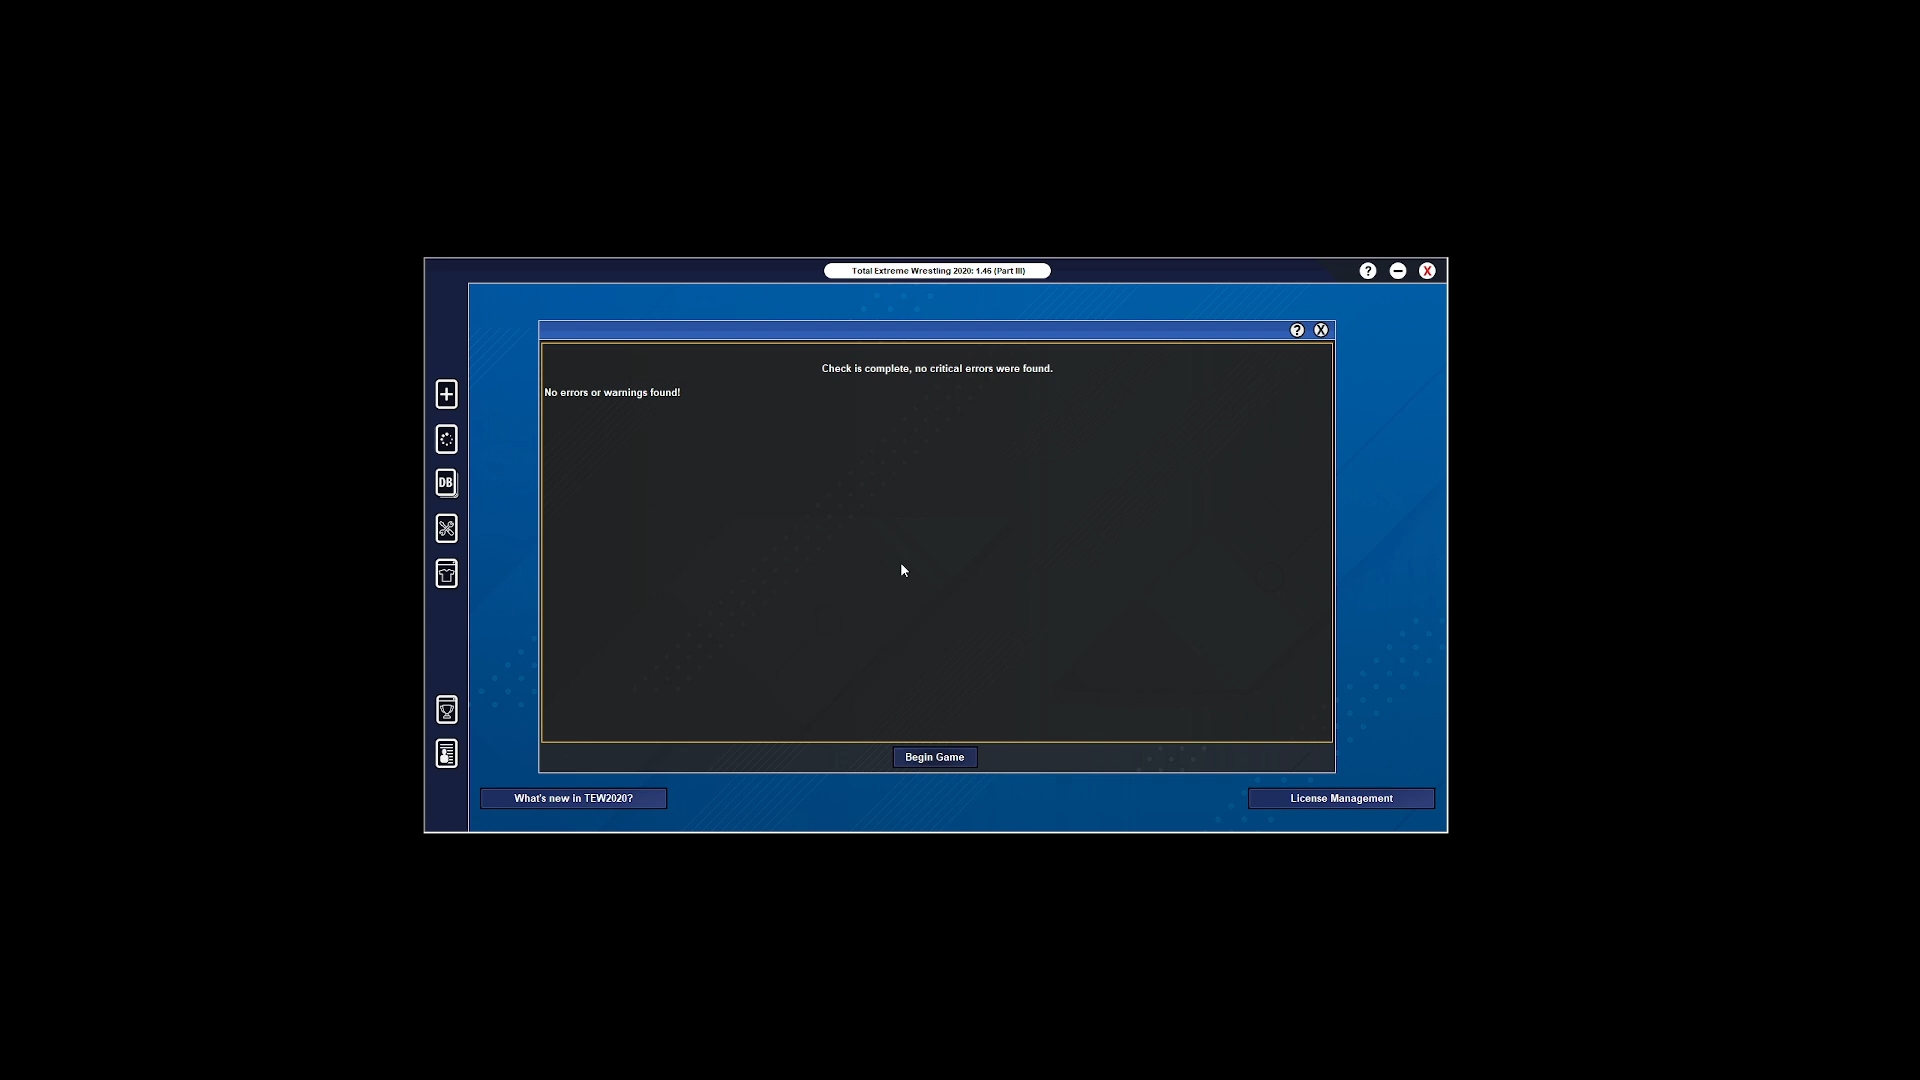 Total Extreme Wrestling 2020: 1.46 (Part III)
?
X
? X
Check is complete, no critical errors were found.
No errors or warnings found!
DB
Begin Game
What's new in TEW2020?
License Management